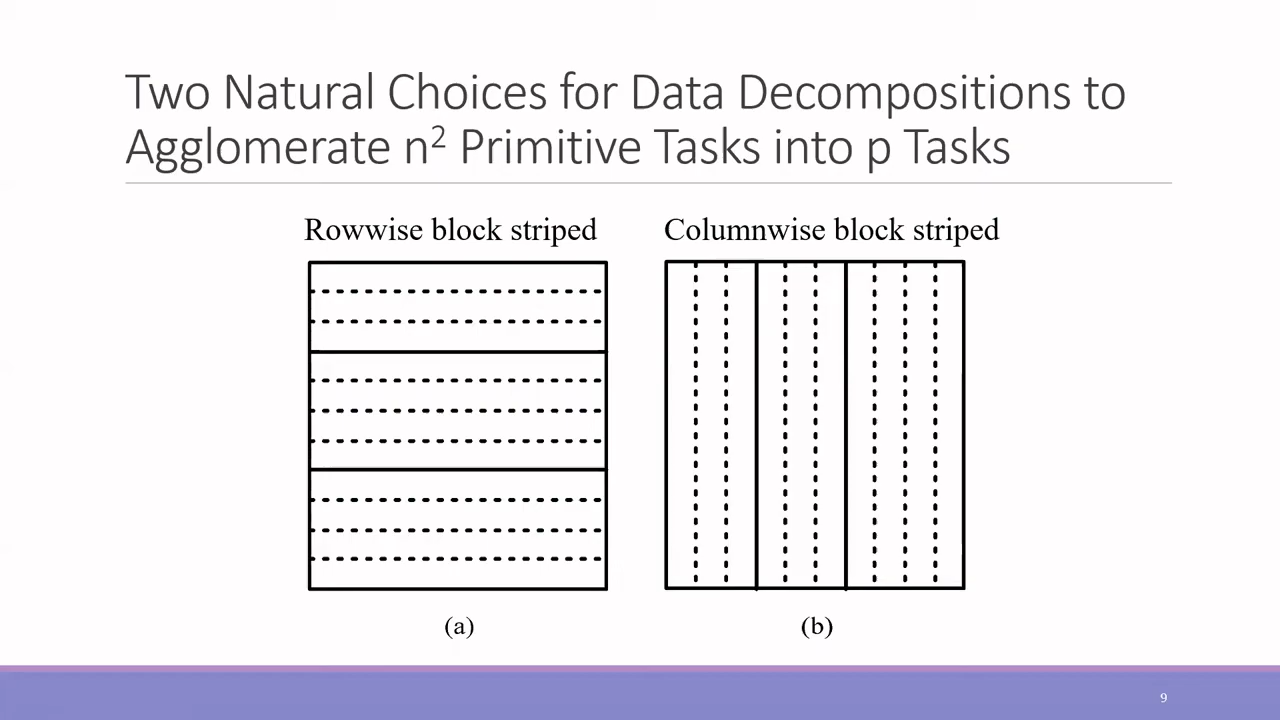 Two Natural Choices for Data Decompositions to
Agglomerate n² Primitive Tasks into p Tasks
Rowwise block striped
Columnwise block striped
(a)
(b)
9